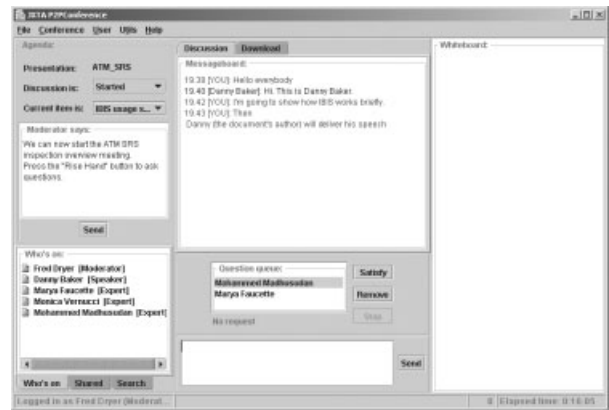 JXTA P2PConference
File Conference User Utils Help
Agenda:
Presentation: ATM_SRS
Discussion is: Started
Current item is: IBIS usage s...
Moderator says:
We can now start the ATM SRS
inspection overview meeting.
Press the "Rise Hand" button to ask
questions.
Send
Who's on:
Fred Dryer [Moderator]
Danny Baker [Speaker]
Marya Faucette [Expert]
Monica Vernucci [Expert]
Mohammed Madhusudan [Expert]
Who's on Shared Search
Logged in as Fred Dryer (Moderat...
Discussion Download
Messageboard:
19.38 [YOU]: Hello everybody
19.40 [Danny Baker]: Hi. This is Danny Baker.
19.42 [YOU]: I'm going to show how IBIS works briefly.
19.43 [YOU]: Then
Danny (the document's author) will deliver his speech
Question queue:
Mohammed Madhusudan
Marya Faucette
No request
Satisfy
Remove
Stop
Send
Whiteboard:
0 Elapsed time: 0:16:05